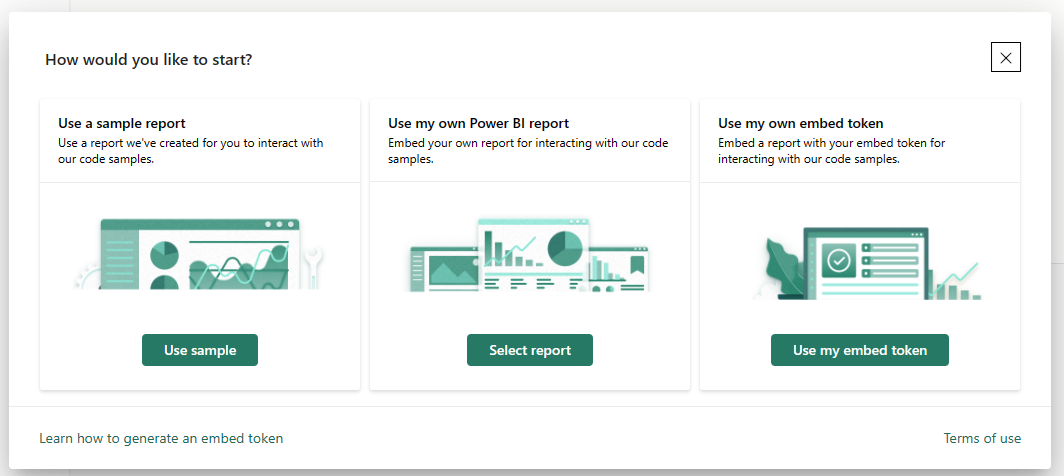 How would you like to start?
Use a sample report
Use a report we've created for you to interact with
our code samples.
Use sample
Use my own Power BI report
Embed your own report for interacting with our code
samples.
Select report
Use my own embed token
Embed a report with your embed token for
interacting with our code samples.
Use my embed token
Learn how to generate an embed token
Terms of use